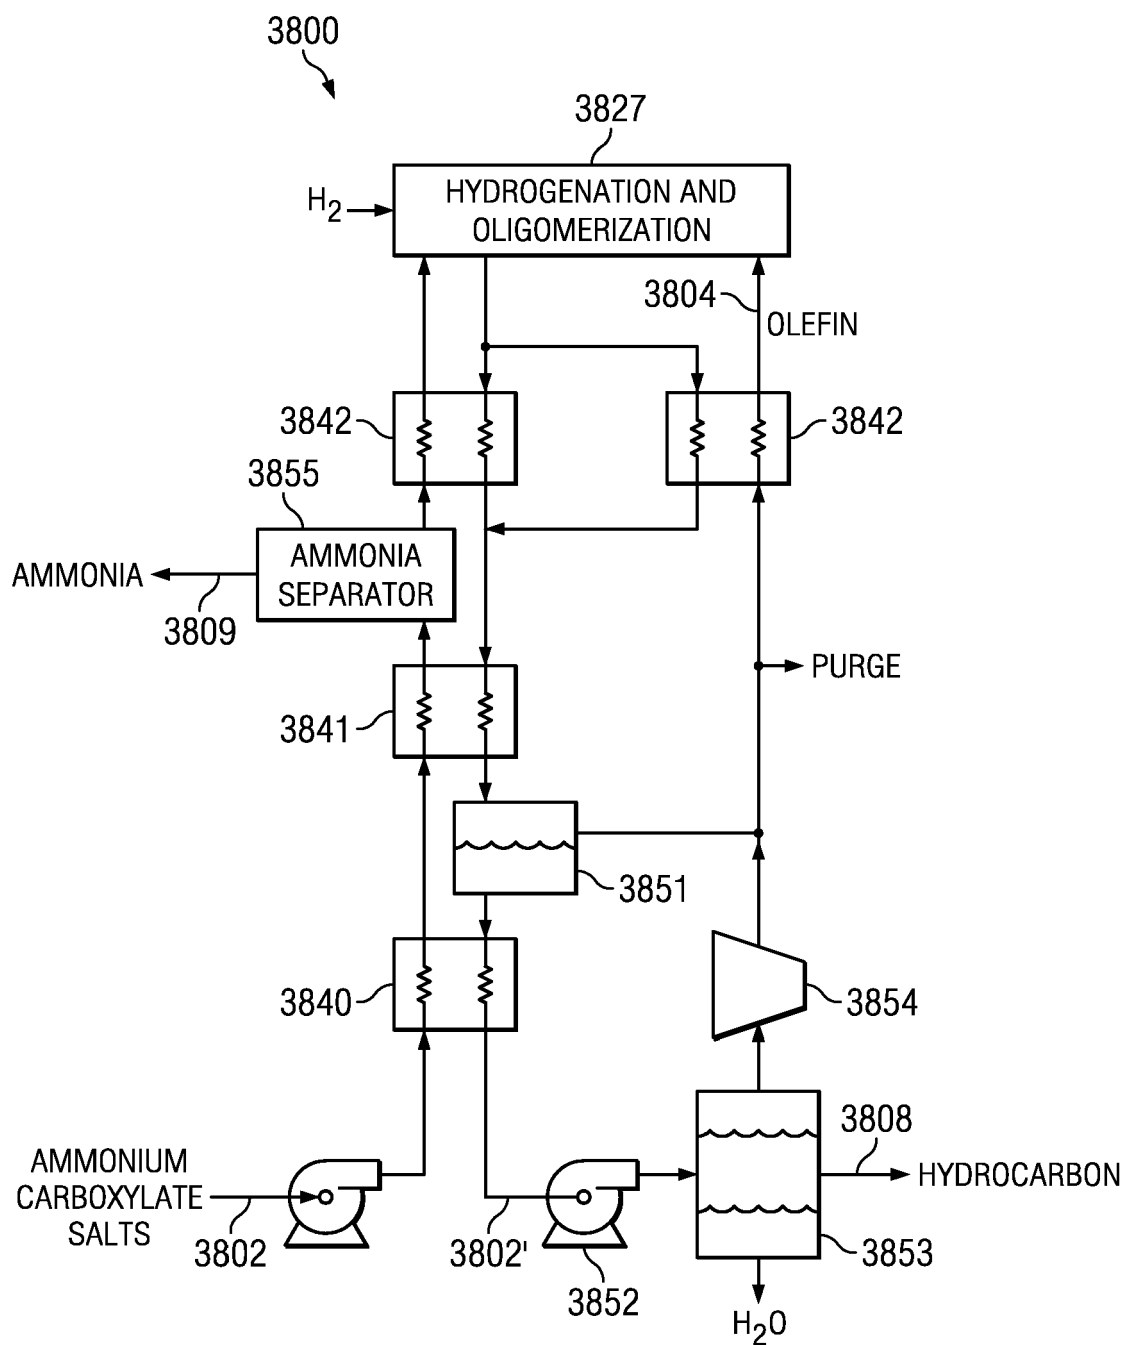 3800
3827
HYDROGENATION AND
OLIGOMERIZATION
H2
3804
OLEFIN
3842
3842
3855
AMMONIA
SEPARATOR
AMMONIA
3809
PURGE
3841
3851
3840
3854
3808
HYDROCARBON
AMMONIUM
CARBOXYLATE
SALTS
3802
3802'
3852
3853
H2O